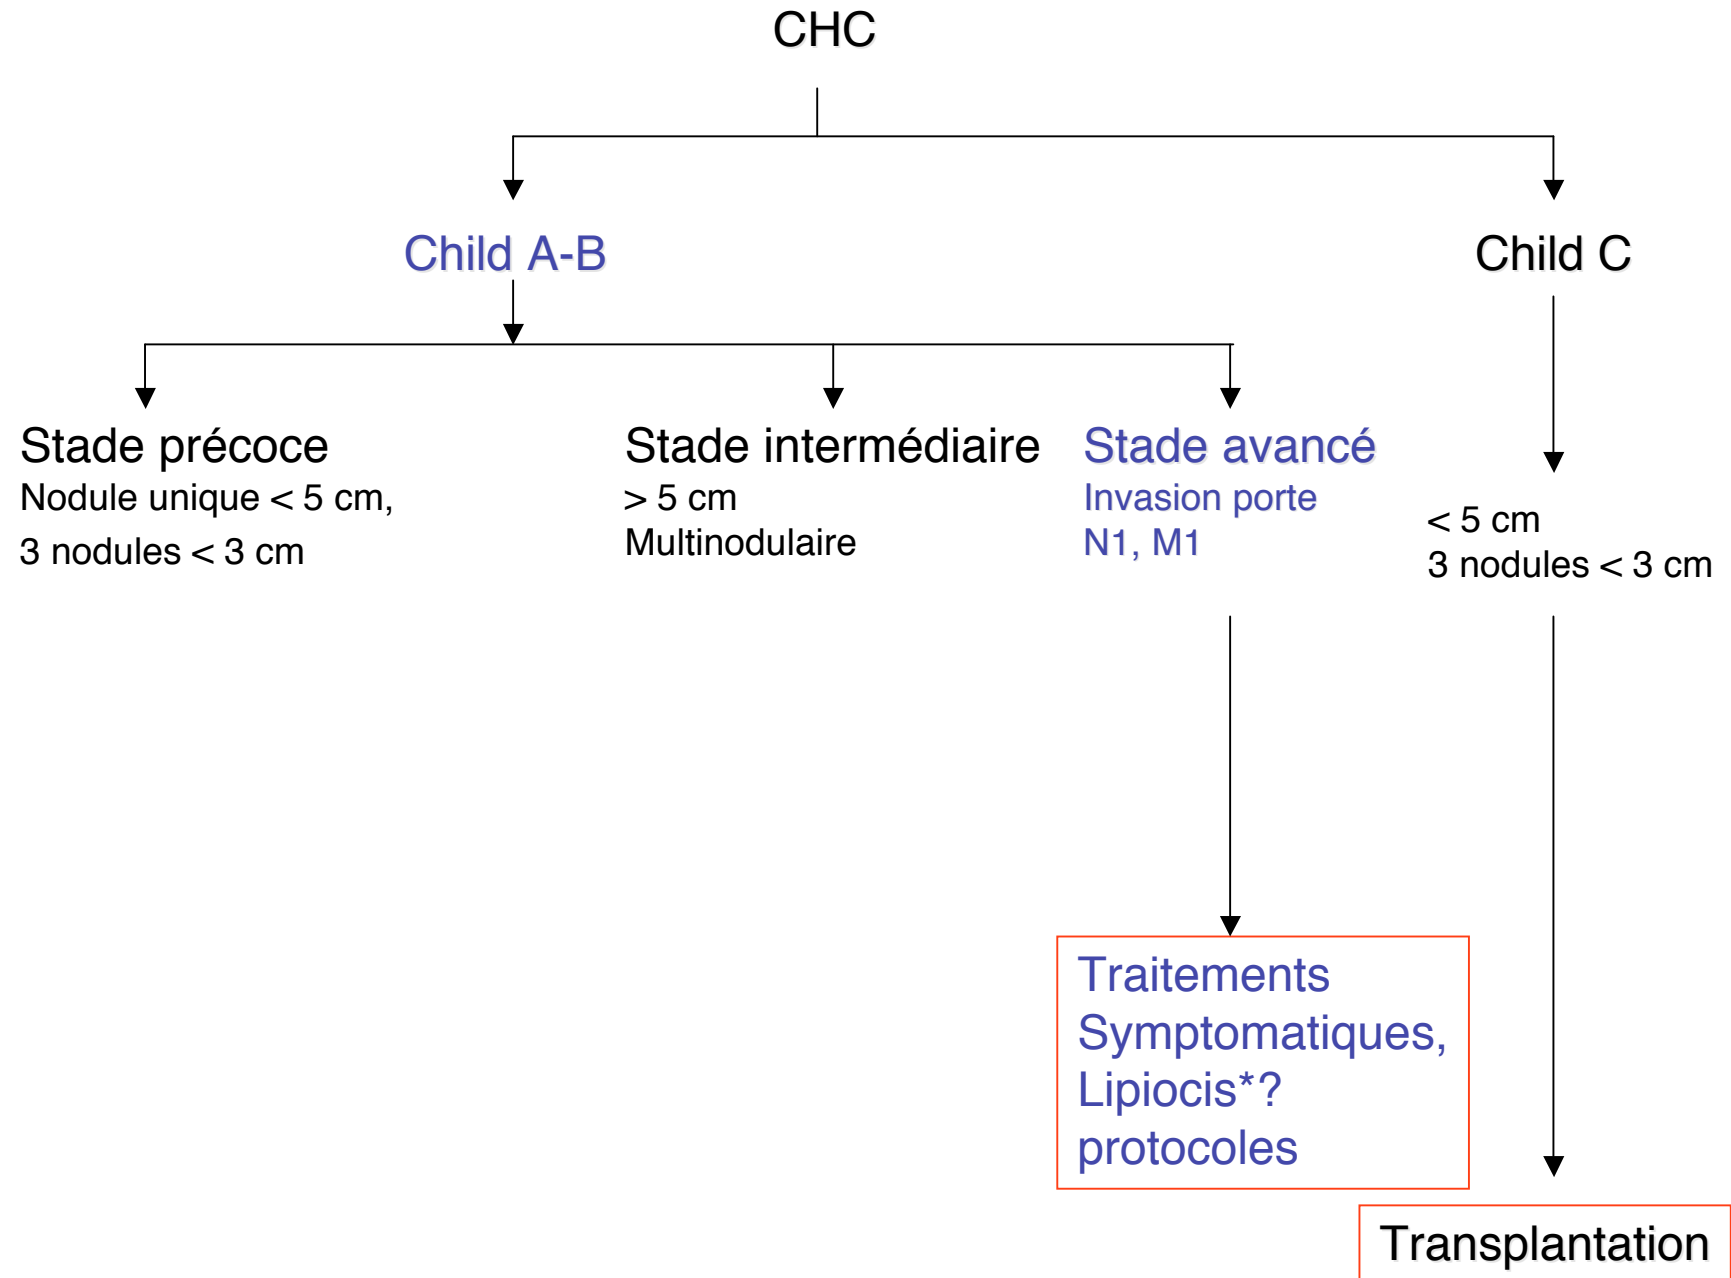 CHC
Child A-B
Child C
Stade précoce
Nodule unique < 5 cm,
3 nodules < 3 cm
Stade intermédiaire
> 5 cm
Multinodulaire
Stade avancé
Invasion porte
N1, M1
< 5 cm
3 nodules < 3 cm
Traitements
Symptomatiques,
Lipiocis*?
protocoles
Transplantation